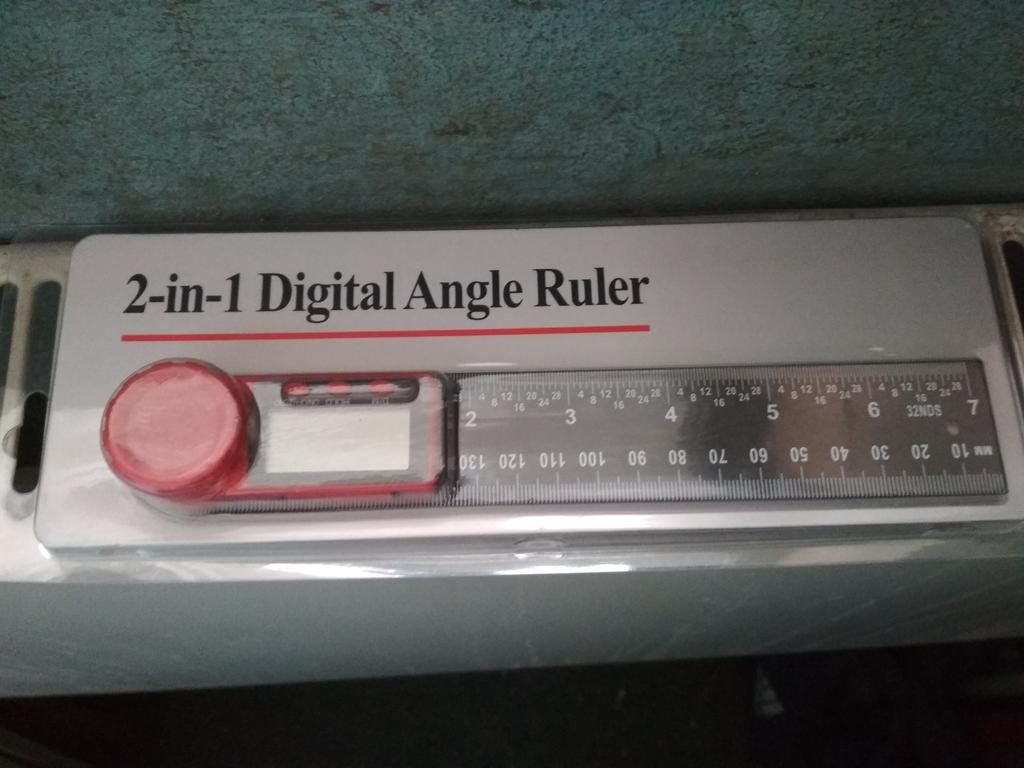 2-in-1 Digital Angle Ruler
4 8 12 16 20 24 28 4 8 12 16 20 24 28 4 8 12 16 20 24 28 4 8 12 16 20 24 28 4 8 12 16 20 24 28
2 3 4 5 6 32NDS 7
130 120 110 100 90 80 70 60 50 40 30 20 10 MM